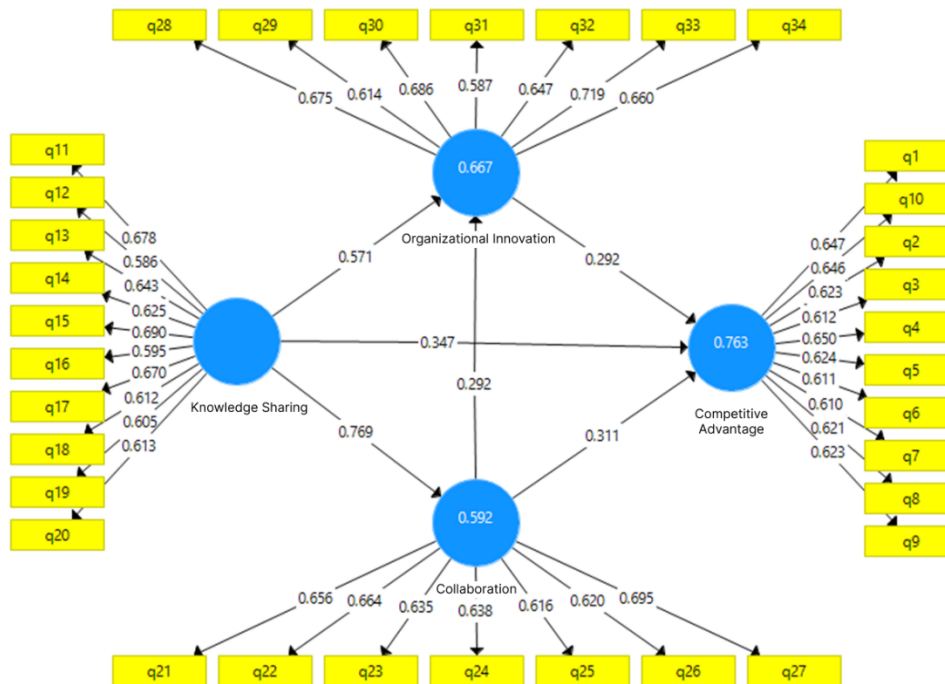 q28 q29 q30 q31 q32 q33 q34
0.675 0.614 0.686 0.587 0.647 0.719 0.660
0.667
Organizational Innovation
q11
q12
q13
q14
q15
q16
q17
q18
q19
q20
0.678
0.586
0.643
0.625
0.690
0.595
0.670
0.612
0.605
0.613
Knowledge Sharing
0.571
0.292
0.347
0.292
0.769
0.311
0.763
Competitive
Advantage
0.647
0.646
0.623
0.612
0.650
0.624
0.611
0.610
0.621
0.623
q1
q10
q2
q3
q4
q5
q6
q7
q8
q9
0.592
Collaboration
0.656 0.664 0.635 0.638 0.616 0.620 0.695
q21 q22 q23 q24 q25 q26 q27